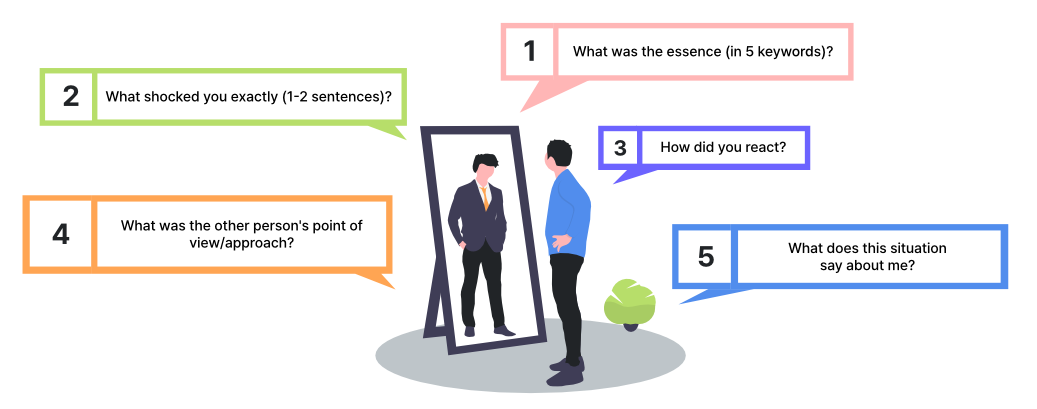 1
What was the essence (in 5 keywords)?
2
What shocked you exactly (1-2 sentences)?
3
How did you react?
4
What was the other person's point of
view/approach?
5
What does this situation
say about me?